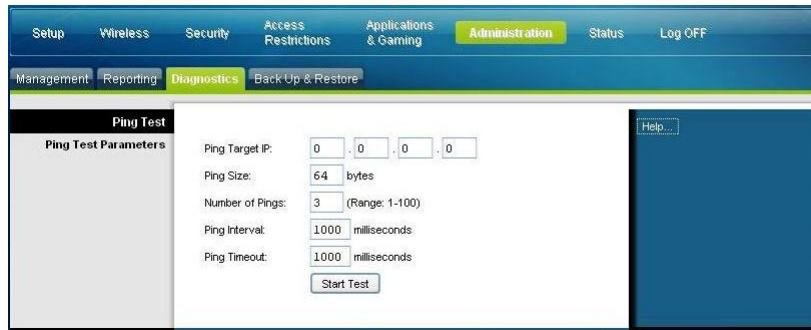 Setup Wireless Security Access Restrictions Applications & Gaming Administration Status Log OFF
Management Reporting Diagnostics Back Up & Restore
Ping Test
Help...
Ping Test Parameters
Ping Target IP: 0 . 0 . 0 . 0
Ping Size: 64 bytes
Number of Pings: 3 (Range: 1-100)
Ping Interval: 1000 milliseconds
Ping Timeout: 1000 milliseconds
Start Test